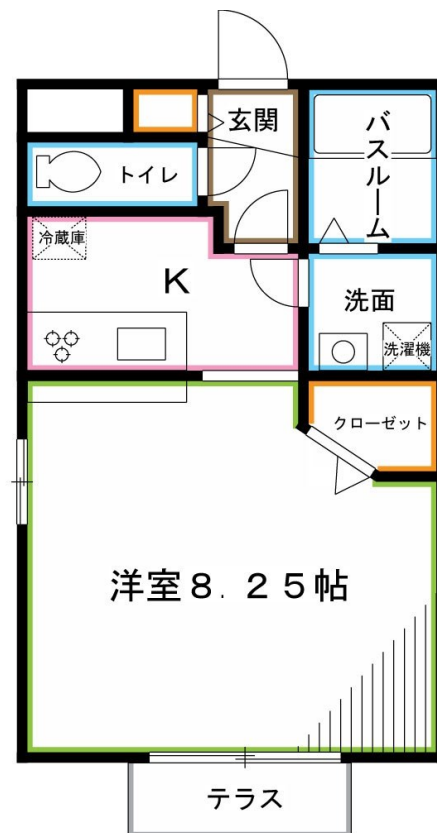 玄関
バスルーム
トイレ
冷蔵庫
K
洗面
洗濯機
クローゼット
洋室8.25帖
テラス